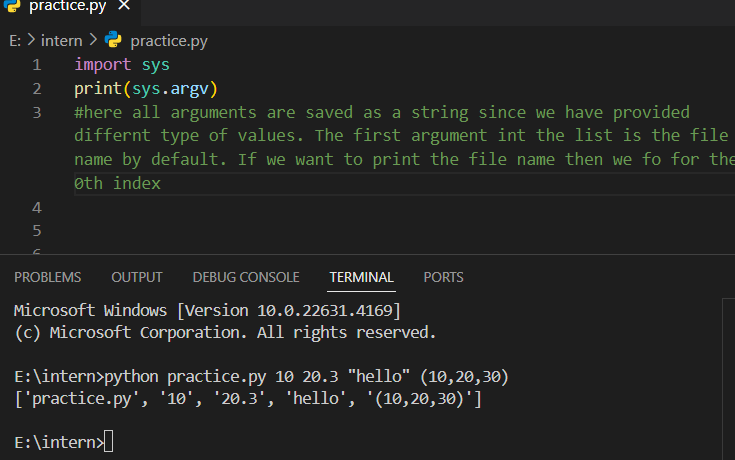 practice.py ×
E: > intern > practice.py
1 import sys
2 print(sys.argv)
3 #here all arguments are saved as a string since we have provided
differnt type of values. The first argument int the list is the file
name by default. If we want to print the file name then we fo for the
0th index
4
5
PROBLEMS OUTPUT DEBUG CONSOLE TERMINAL PORTS
Microsoft Windows [Version 10.0.22631.4169]
(c) Microsoft Corporation. All rights reserved.
E:\intern>python practice.py 10 20.3 "hello" (10,20,30)
['practice.py', '10', '20.3', 'hello', '(10,20,30)']
E:\intern>